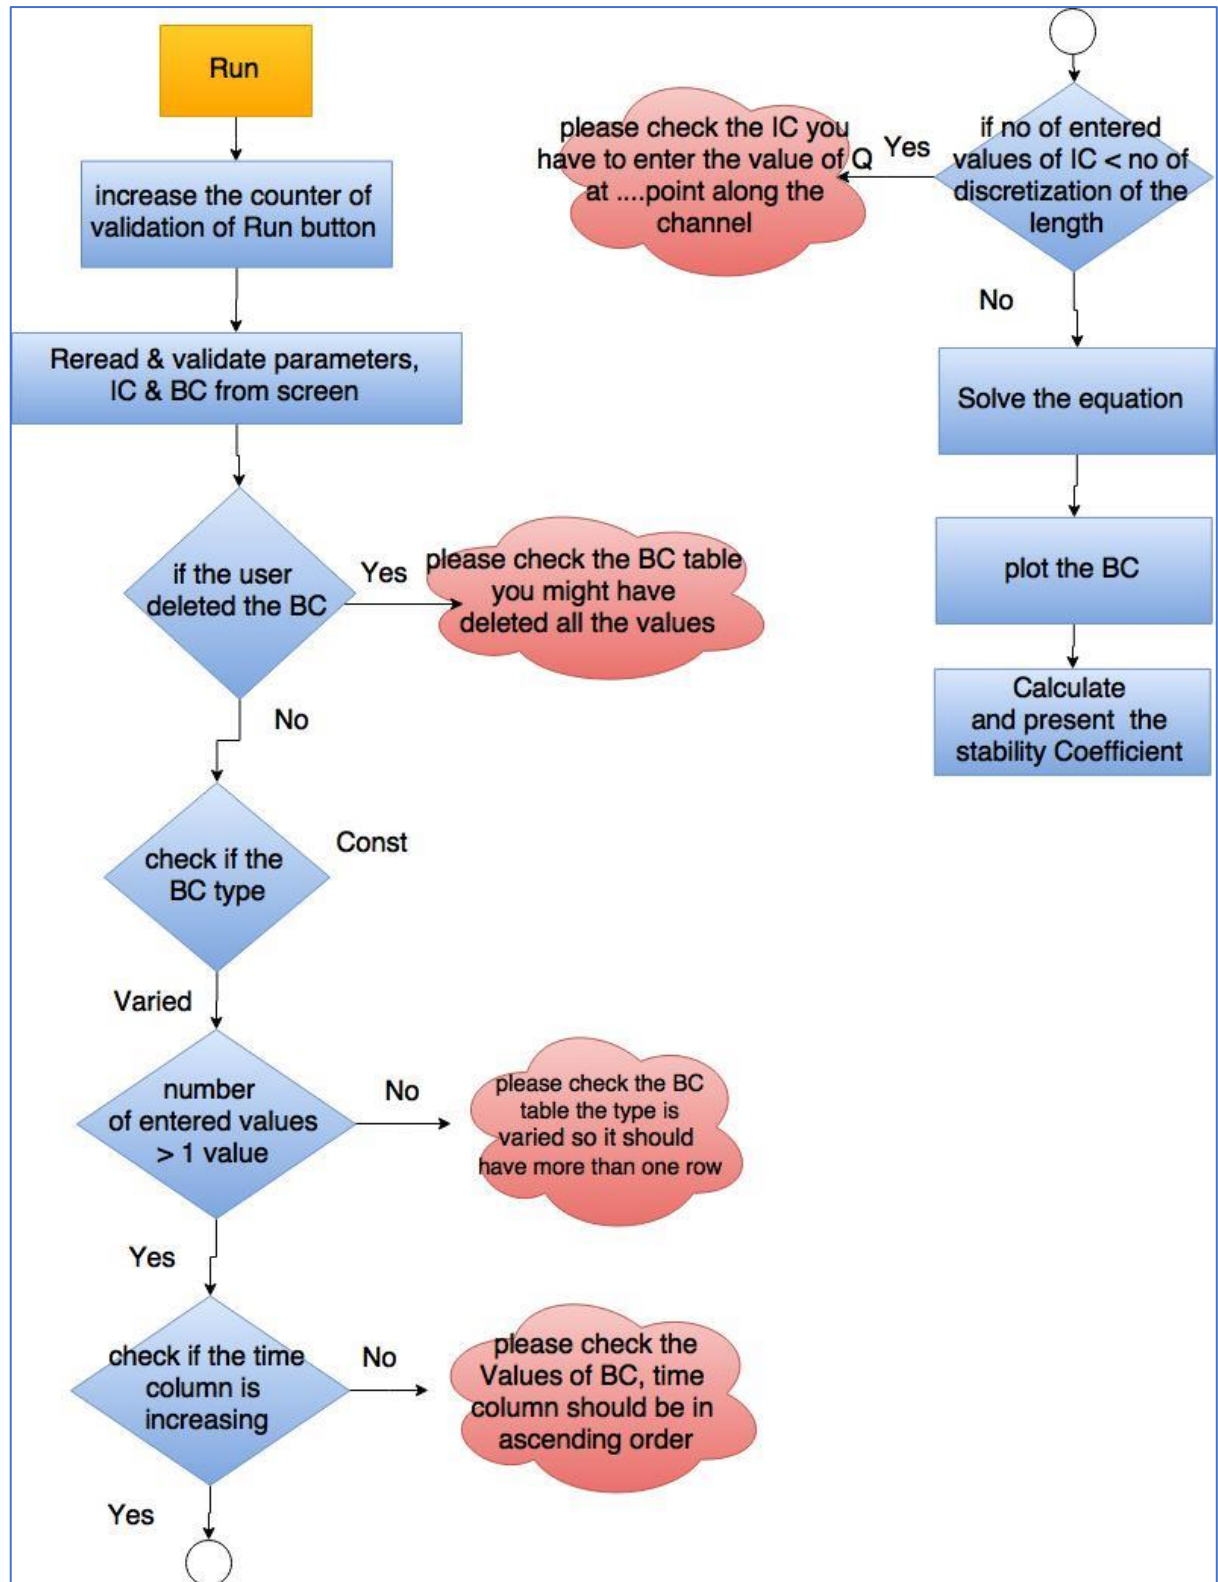 Run
increase the counter of
validation of Run button
Reread & validate parameters,
IC & BC from screen
if the user
deleted the BC
Yes
please check the BC table
you might have
deleted all the values
No
check if the
BC type
Const
Varied
number
of entered values
> 1 value
No
please check the BC
table the type is
varied so it should
have more than one row
Yes
check if the time
column is
increasing
No
please check the
Values of BC, time
column should be in
ascending order
Yes
if no of entered
values of IC < no of
discretization of the
length
Yes
please check the IC you
have to enter the value of Q
at ....point along the
channel
No
Solve the equation
plot the BC
Calculate
and present the
stability Coefficient